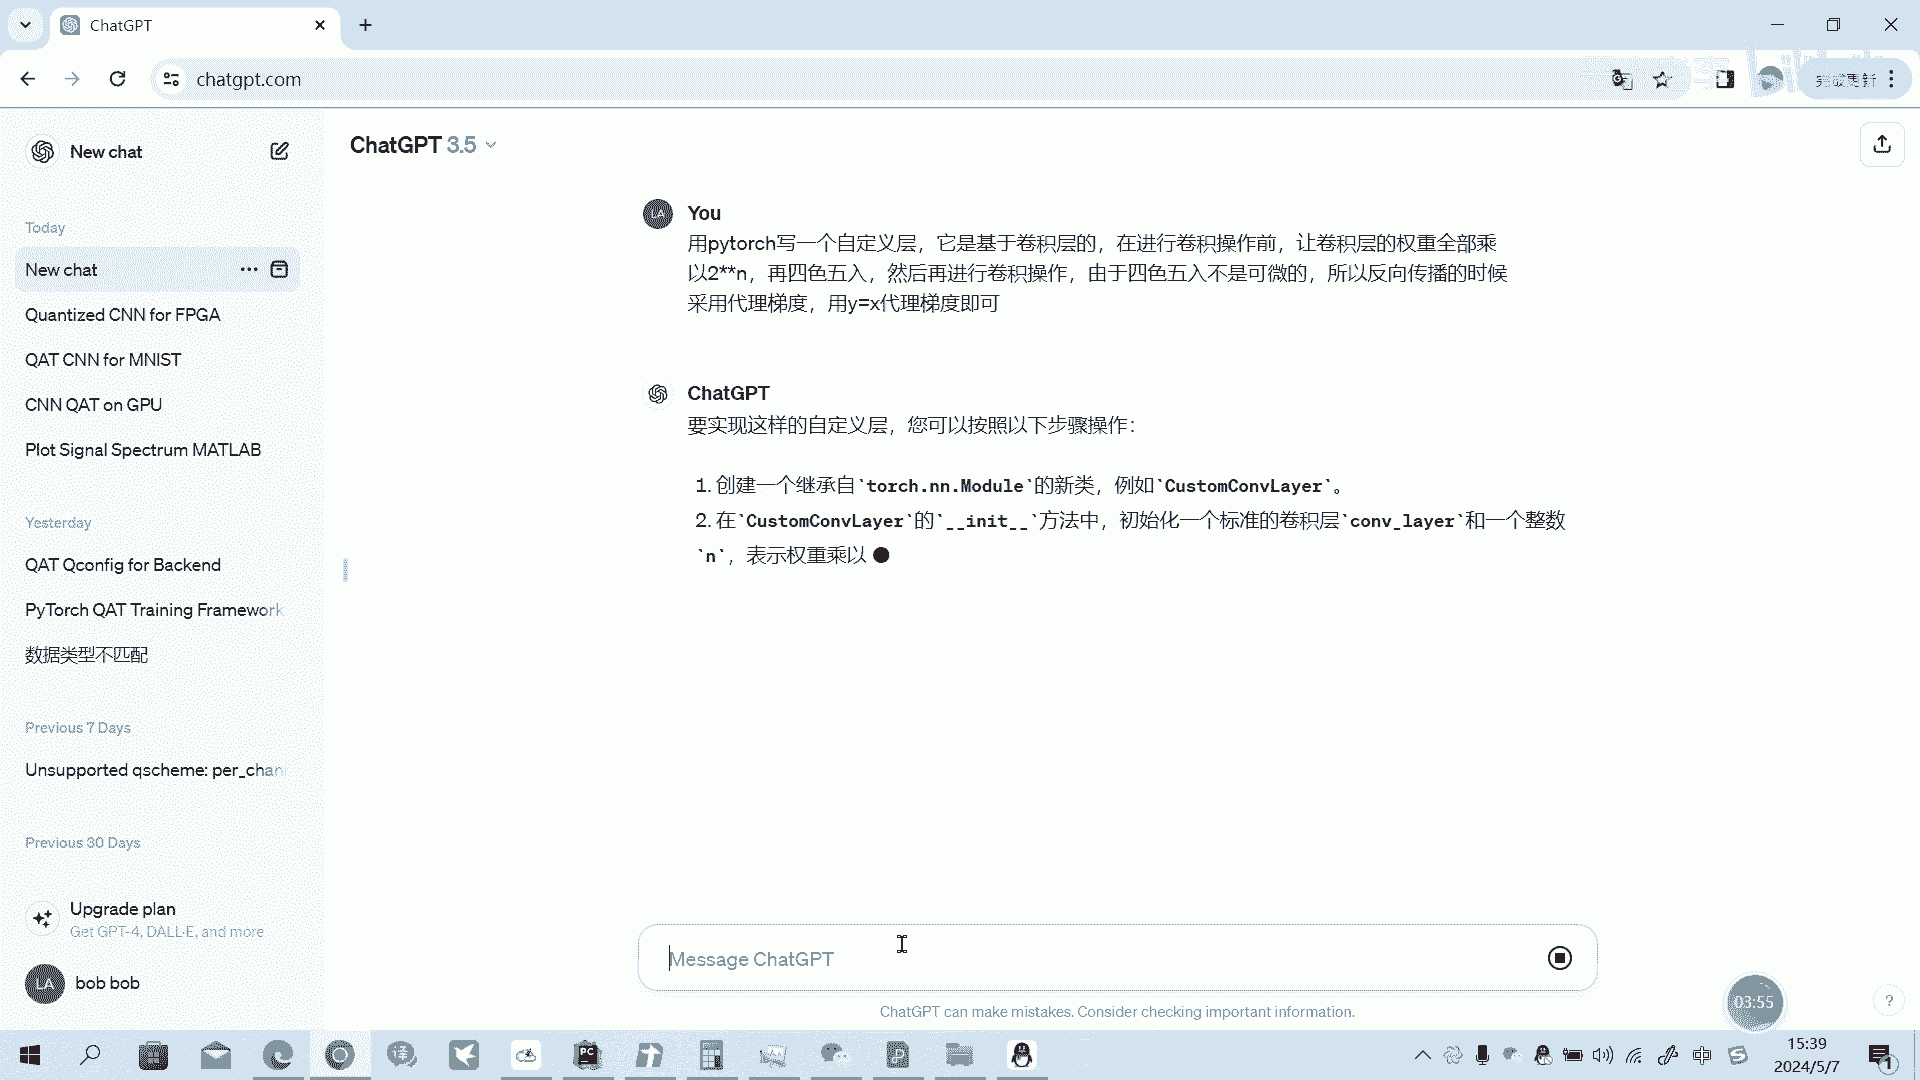 ChatGPT
chatgpt.com
完成更新
New chat
ChatGPT 3.5
Today
New chat
Quantized CNN for FPGA
QAT CNN for MNIST
CNN QAT on GPU
Plot Signal Spectrum MATLAB
Yesterday
QAT Qconfig for Backend
PyTorch QAT Training Framework
数据类型不匹配
Previous 7 Days
Unsupported qscheme: per_chan
Previous 30 Days
Upgrade plan
Get GPT-4, DALL·E, and more
LA
bob bob
LA
You
用pytorch写一个自定义层，它是基于卷积层的，在进行卷积操作前，让卷积层的权重全部乘
以2**n，再四色五入，然后再进行卷积操作，由于四色五入不是可微的，所以反向传播的时候
采用代理梯度，用y=x代理梯度即可
ChatGPT
要实现这样的自定义层，您可以按照以下步骤操作：
1. 创建一个继承自`torch.nn.Module`的新类，例如`CustomConvLayer`。
2. 在`CustomConvLayer`的`__init__`方法中，初始化一个标准的卷积层`conv_layer`和一个整数
`n`，表示权重乘以
Message ChatGPT
ChatGPT can make mistakes. Consider checking important information.
03:55
?
译
PC
中
15:39
2024/5/7
1